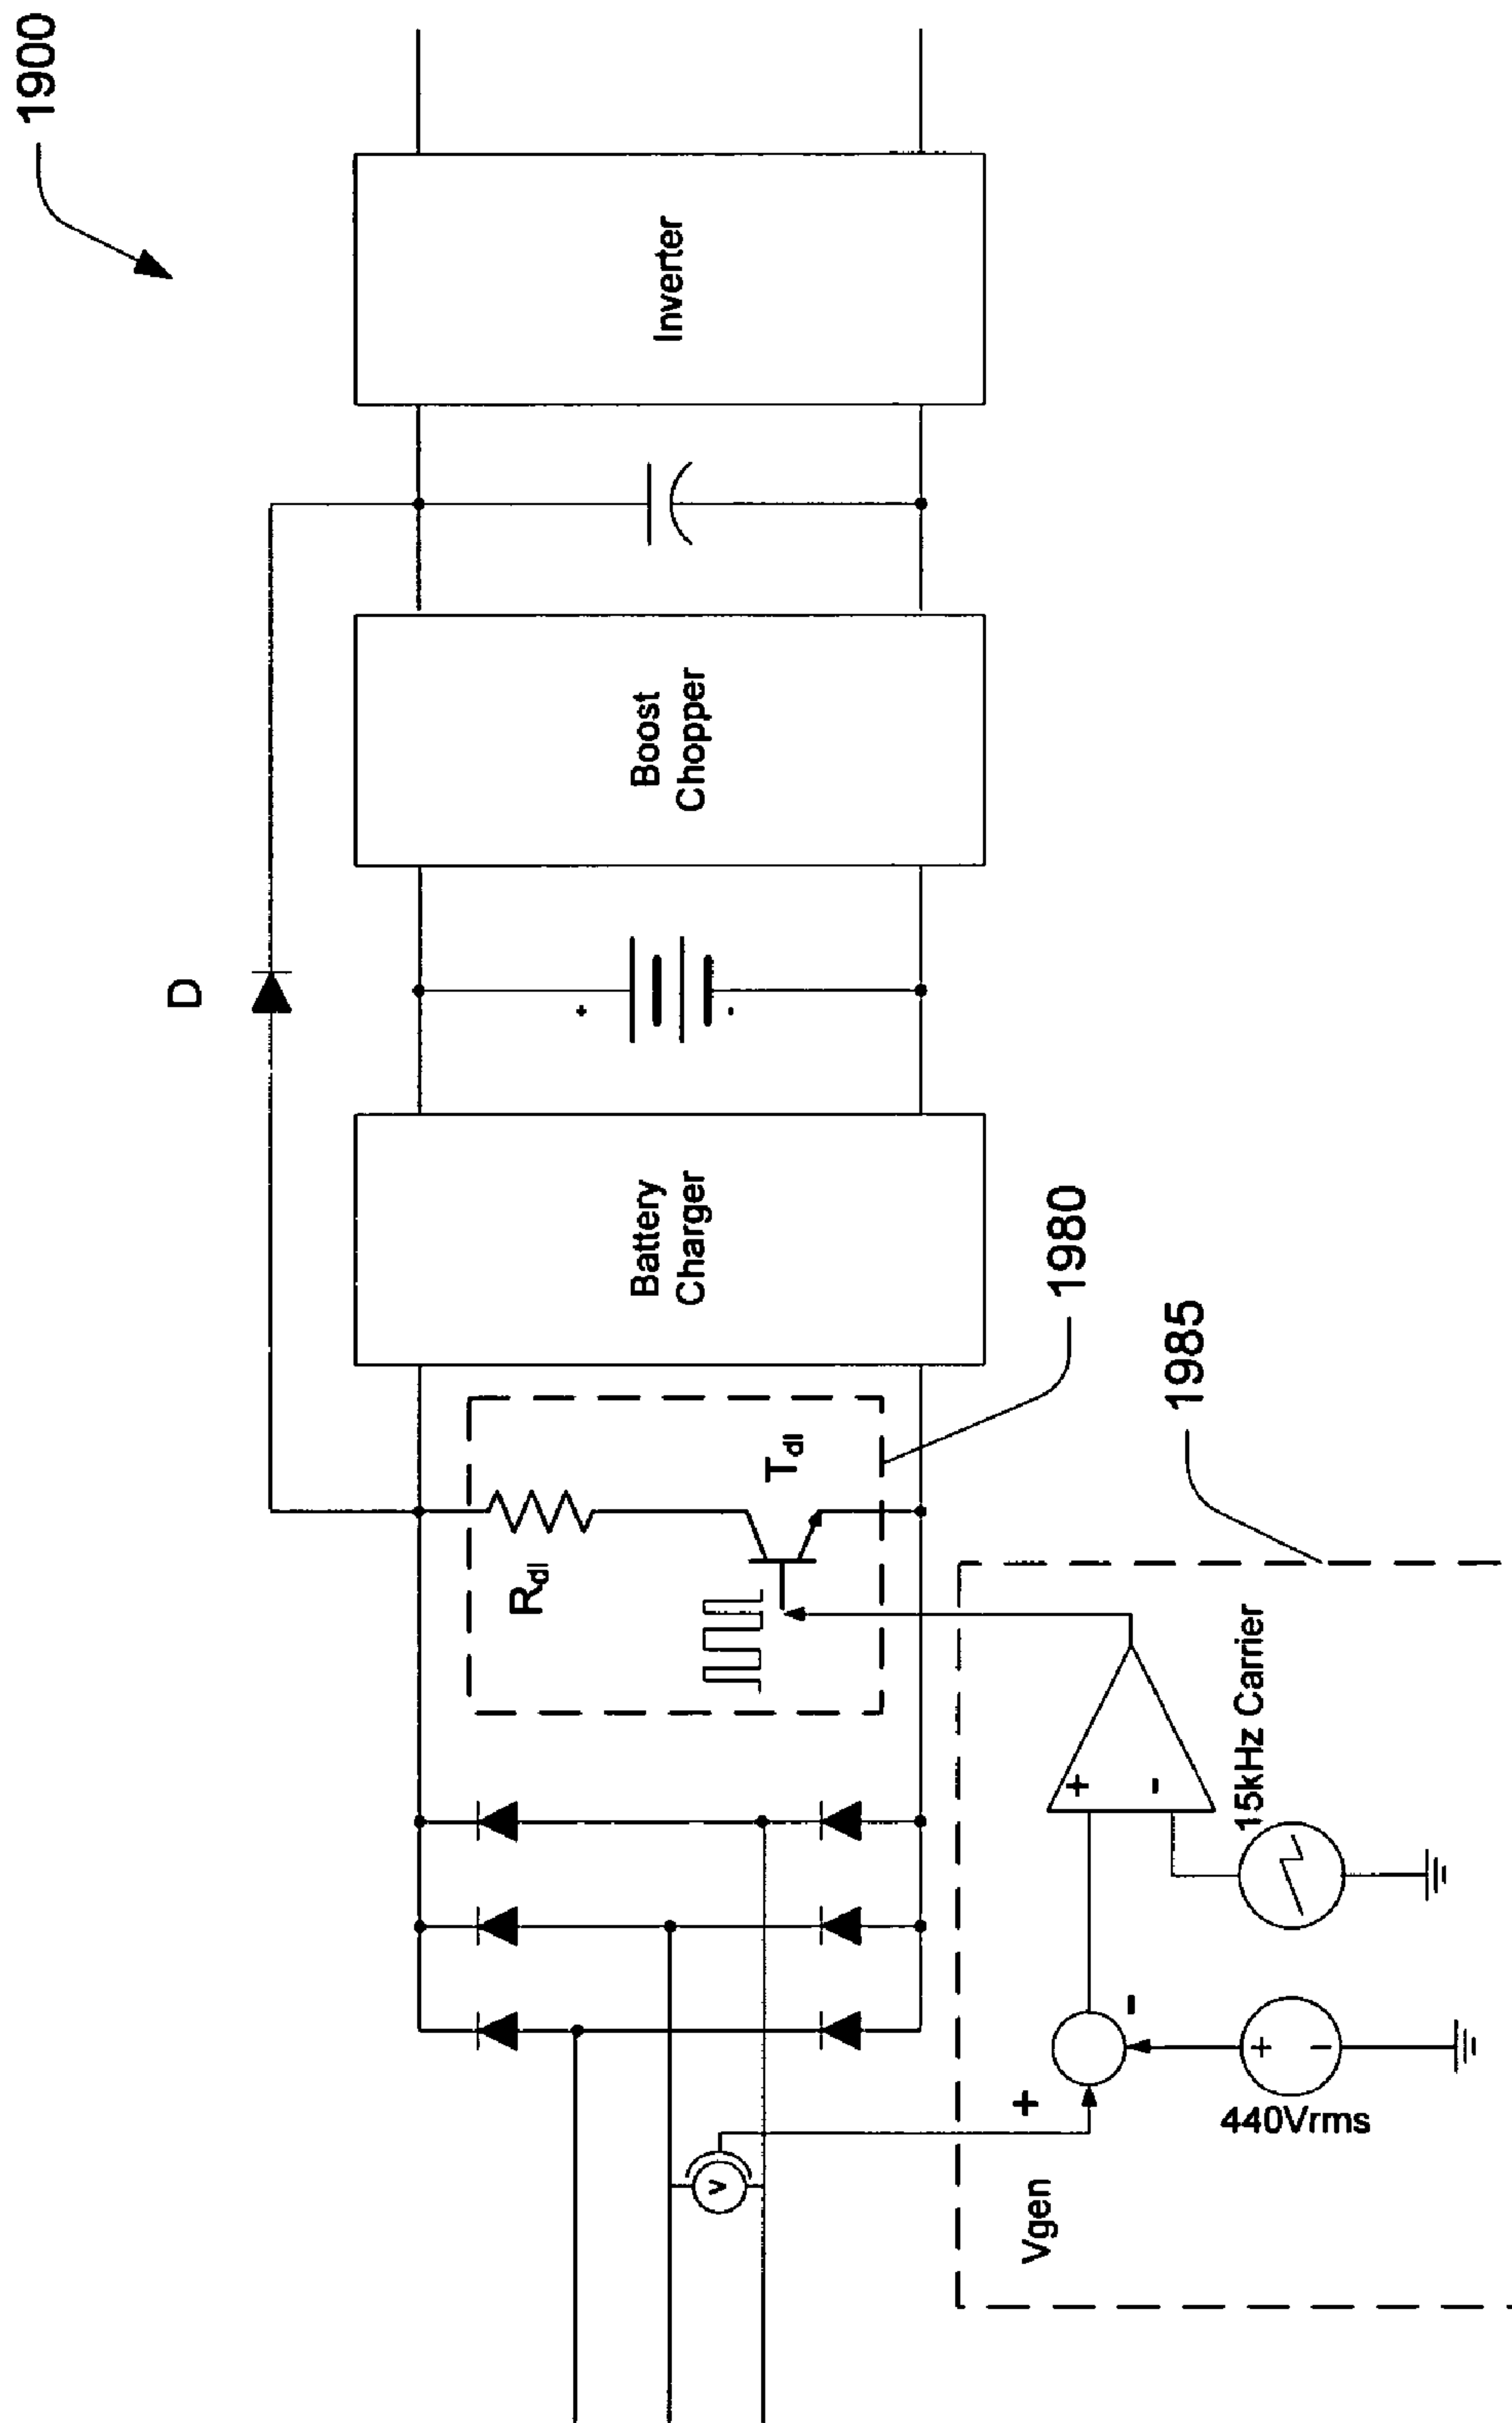 1900
D
Inverter
Boost
Chopper
+
-
Battery
Charger
1980
R_dl
T_dl
1985
15kHz Carrier
+
-
+
-
+
-
440Vrms
V
Vgen